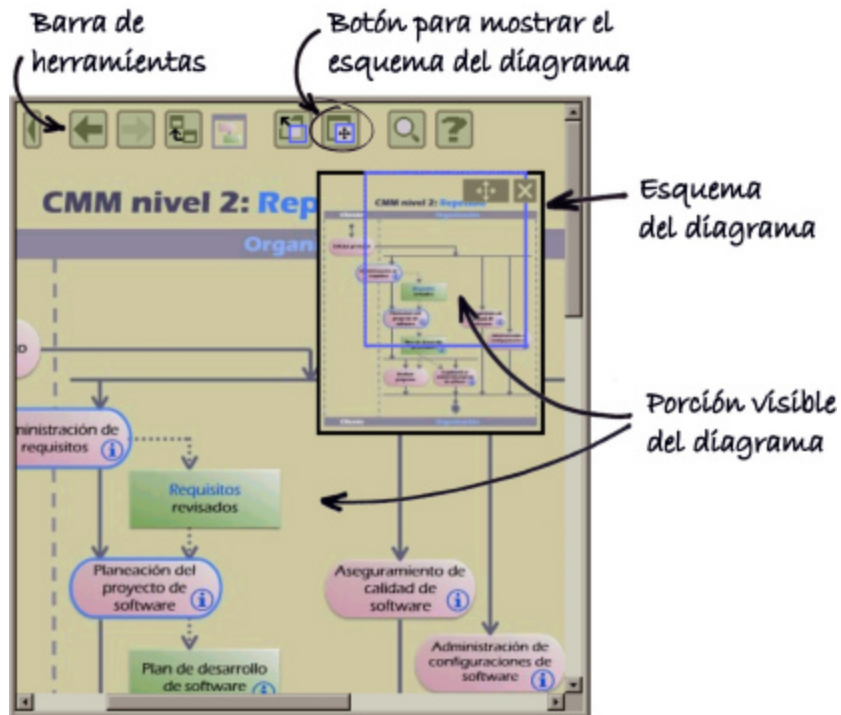 Barra de
herramientas
Botón para mostrar el
esquema del diagrama
CMM nivel 2: Rep
Organ
CMM nivel 2:
Esquema
del diagrama
Porción visible
del diagrama
ministración de
requisitos
Requisitos
revisados
Planeación del
proyecto de
software
Plan de desarrollo
de software
Aseguramiento de
calidad de
software
Administración de
configuraciones de
software